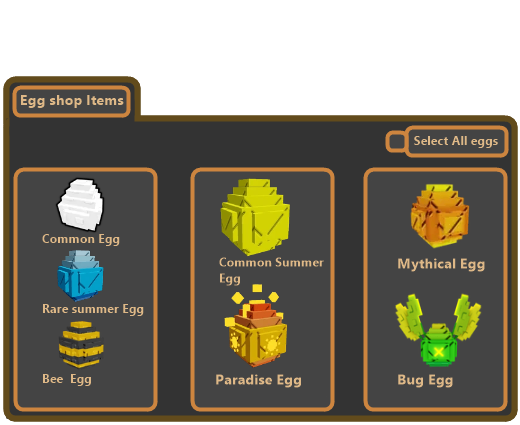 Egg shop Items
Select All eggs
Common Egg
Rare summer Egg
Bee Egg
Common Summer
Egg
Paradise Egg
Mythical Egg
Bug Egg